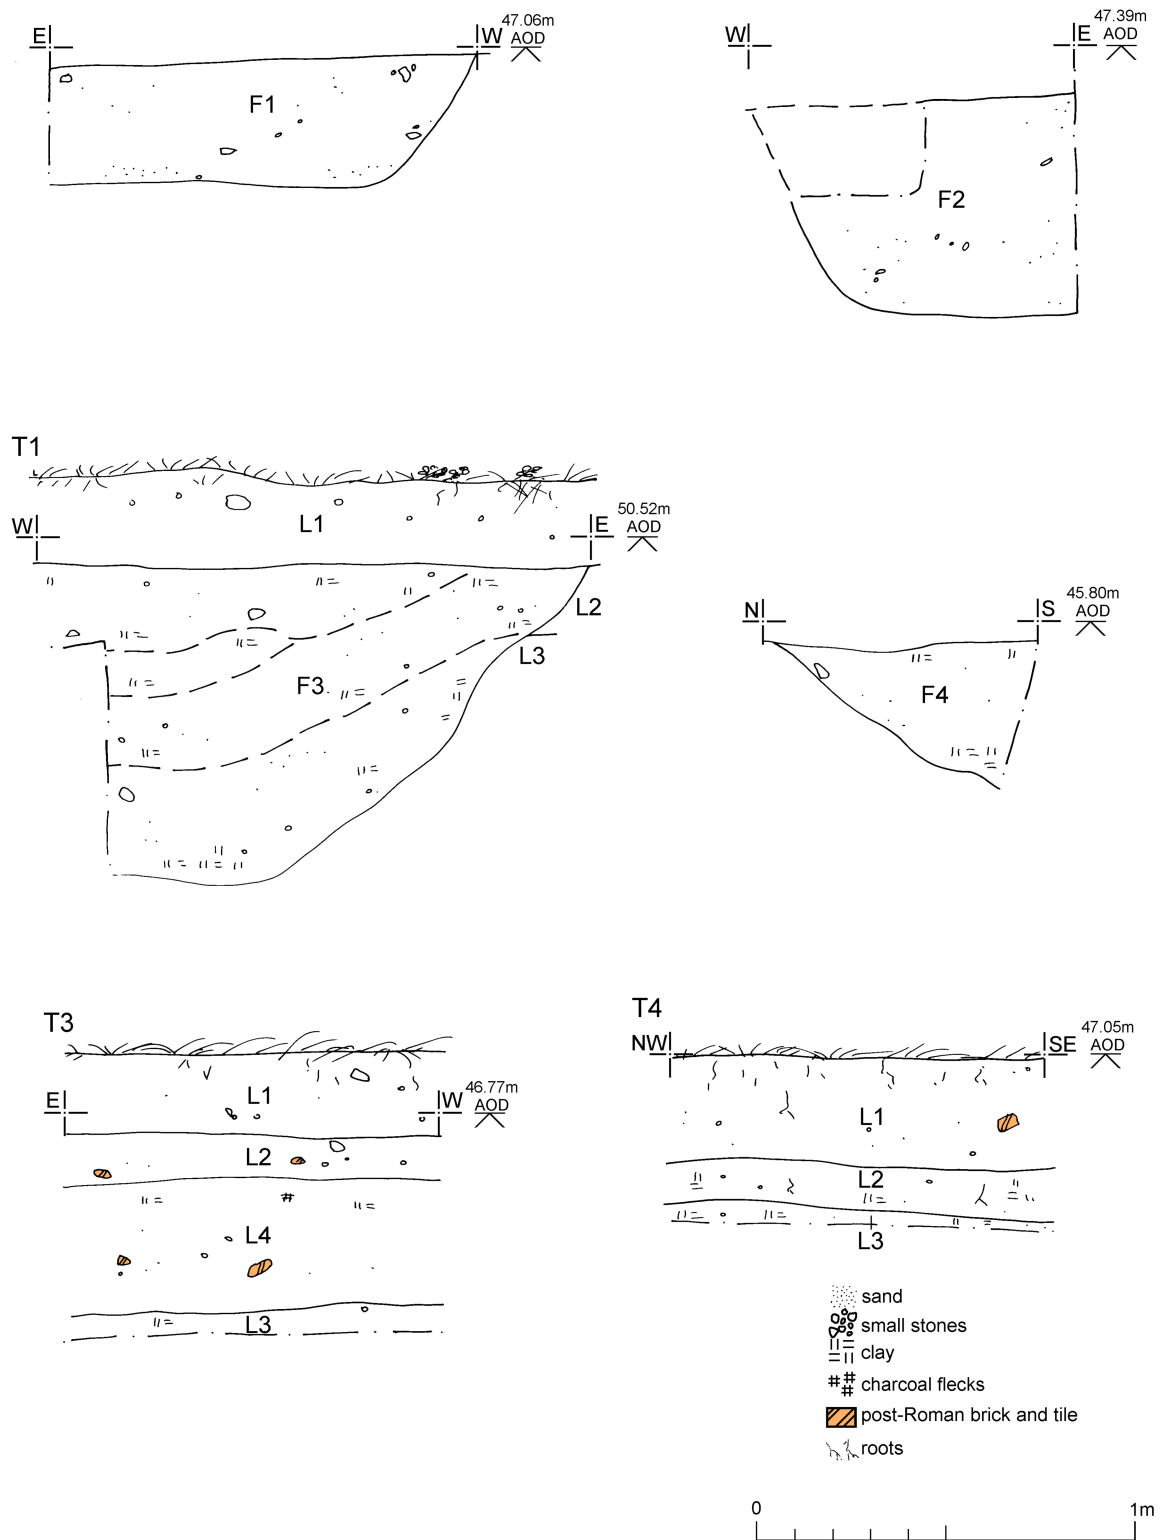 E W 47.06m
AOD
F1
W E 47.39m
AOD
F2
T1
L1
W E 50.52m
AOD
L2
L3
F3
N S 45.80m
AOD
F4
T3
L1
E W 46.77m
AOD
L2
L4
L3
T4
NW SE 47.05m
AOD
L1
L2
L3
sand
small stones
clay
charcoal flecks
post-Roman brick and tile
roots
0 1m